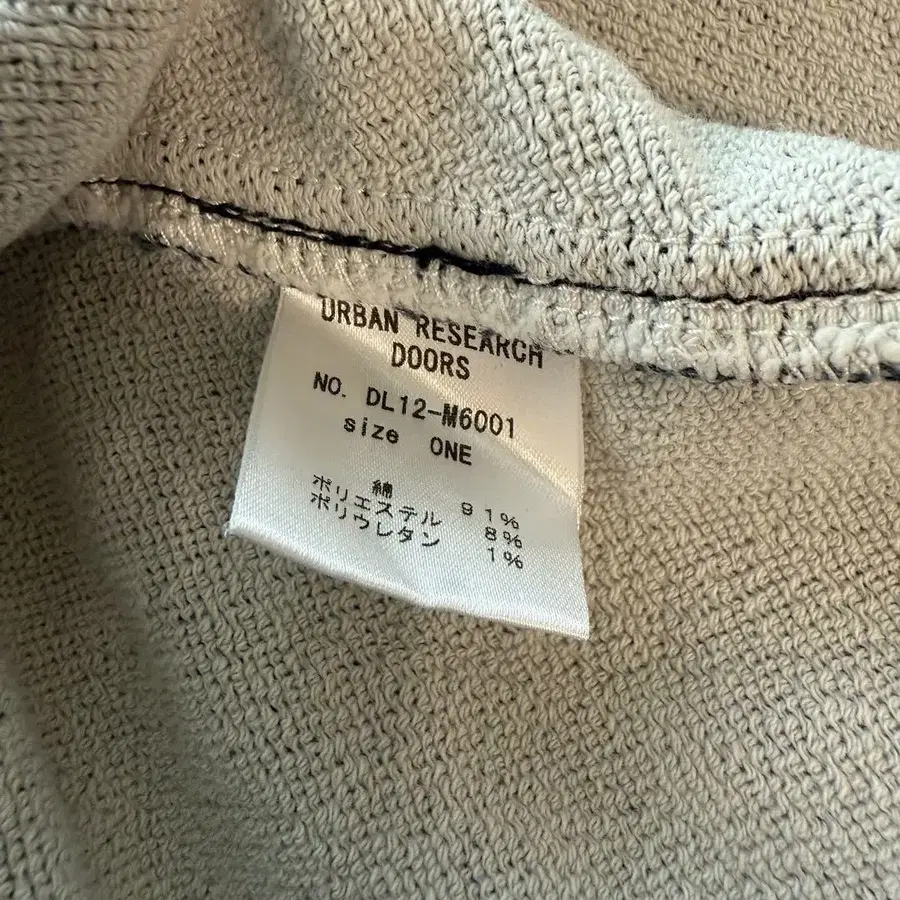 URBAN RESEARCH
DOORS
NO. DL12-M6001
size ONE
綿 91%
ポリエステル 8%
ポリウレタン 1%